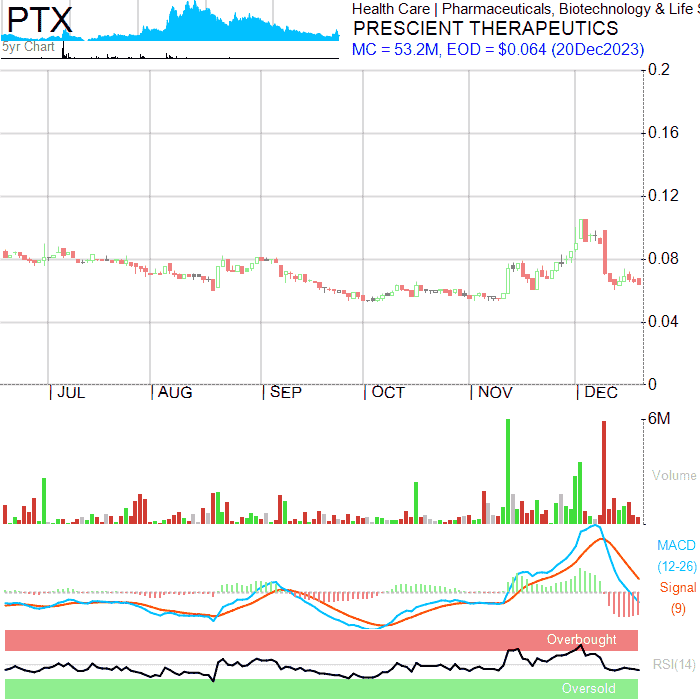 PTX
Health Care | Pharmaceuticals, Biotechnology & Life
PRESCIENT THERAPEUTICS
5yr Chart
MC = 53.2M, EOD = $0.064 (20Dec2023)
0.2
0.16
0.12
0.08
0.04
0
JUL AUG SEP OCT NOV DEC
6M
Volume
MACD
(12-26)
Signal
(9)
Overbought
RSI(14)
Oversold